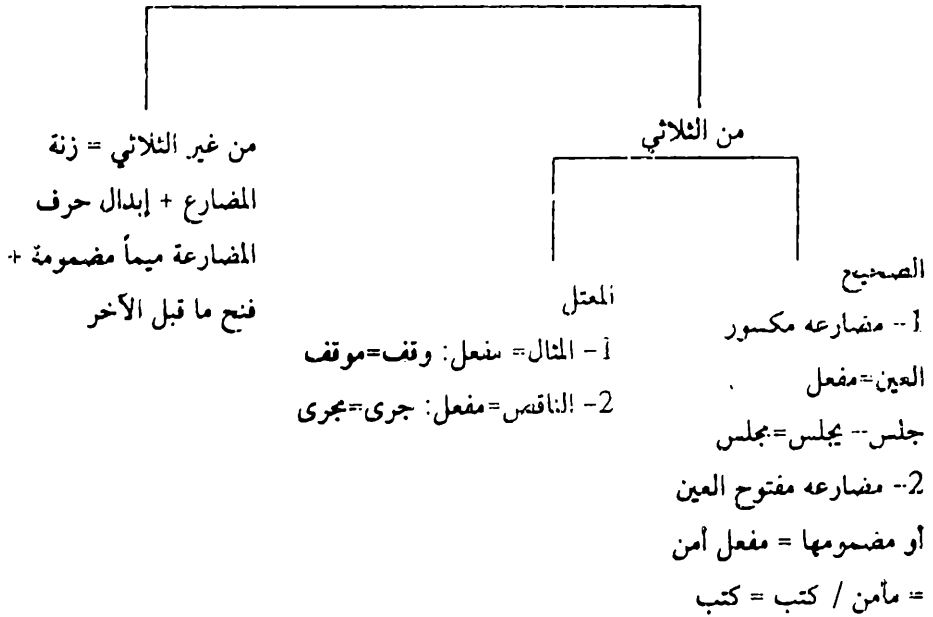 من الثلاثي
الصحيح
1- مضارعه مكسور
العين=مفعل
جلس- يجلس=مجلس
2- مضارعه مفتوح العين
أو مضمومها = مفعل أمن
= مأمن / كتب = كتب
المعتل
1- المثال= مفعل: وقف=موقف
2- الناقص=مفعل: جرى=مجرى
من غير الثلاثي = زنة
المضارع + إبدال حرف
المضارعة ميماً مضمومة +
فتح ما قبل الآخر